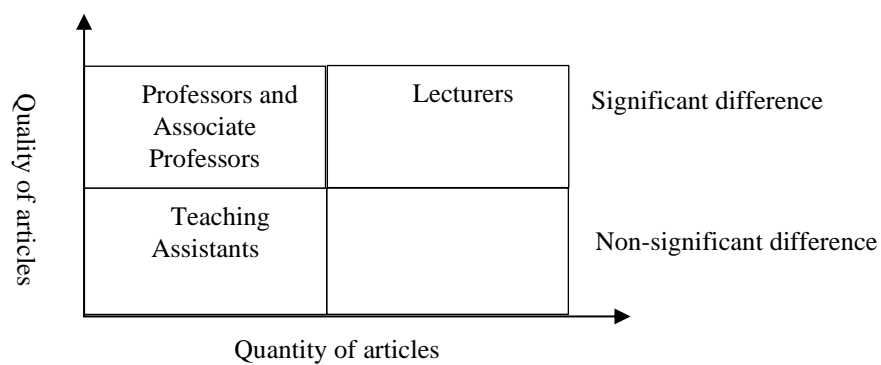 Professors and
Associate
Professors
Lecturers
Significant difference
Quality of articles
Teaching
Assistants
Non-significant difference
Quantity of articles